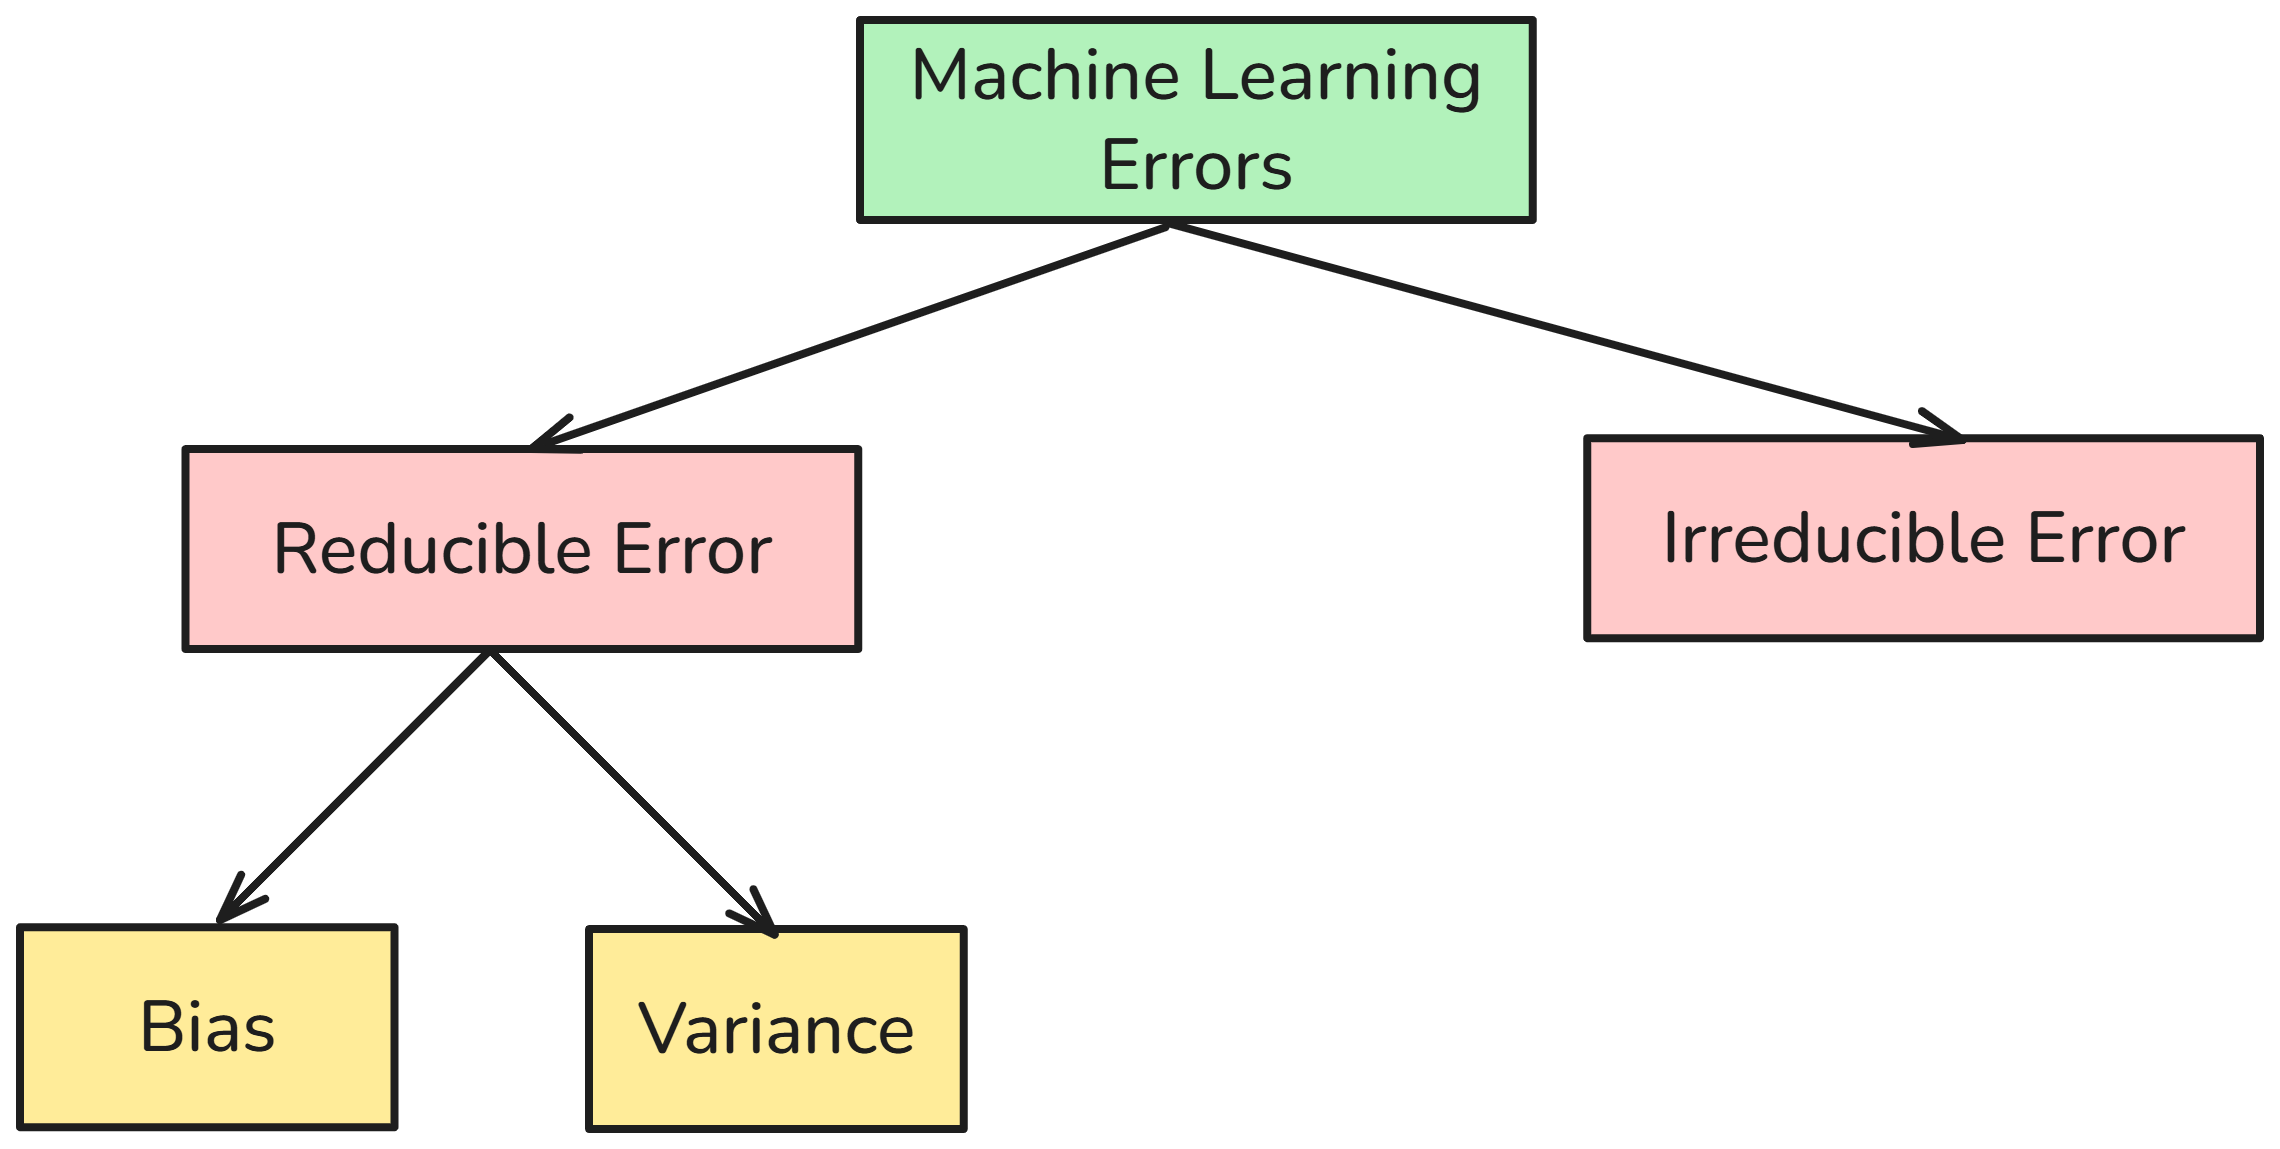 Machine Learning
Errors
Reducible Error
Irreducible Error
Bias
Variance